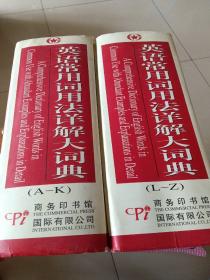 英语常用词用法详解大词典
A Comprehensive Dictionary of English Words in
Common Use with Abundant Examples and Explanations in Detail
(A-K)
商务印书馆
THE COMMERCIAL PRESS
国际有限公司
INTERNATIONAL CO.,LTD.
英语常用词用法详解大词典
A Comprehensive Dictionary of English Words in
Common Use with Abundant Examples and Explanations in Detail
(L-Z)
商务印书馆
THE COMMERCIAL PRESS
国际有限公司
INTERNATIONAL CO.,LTD.